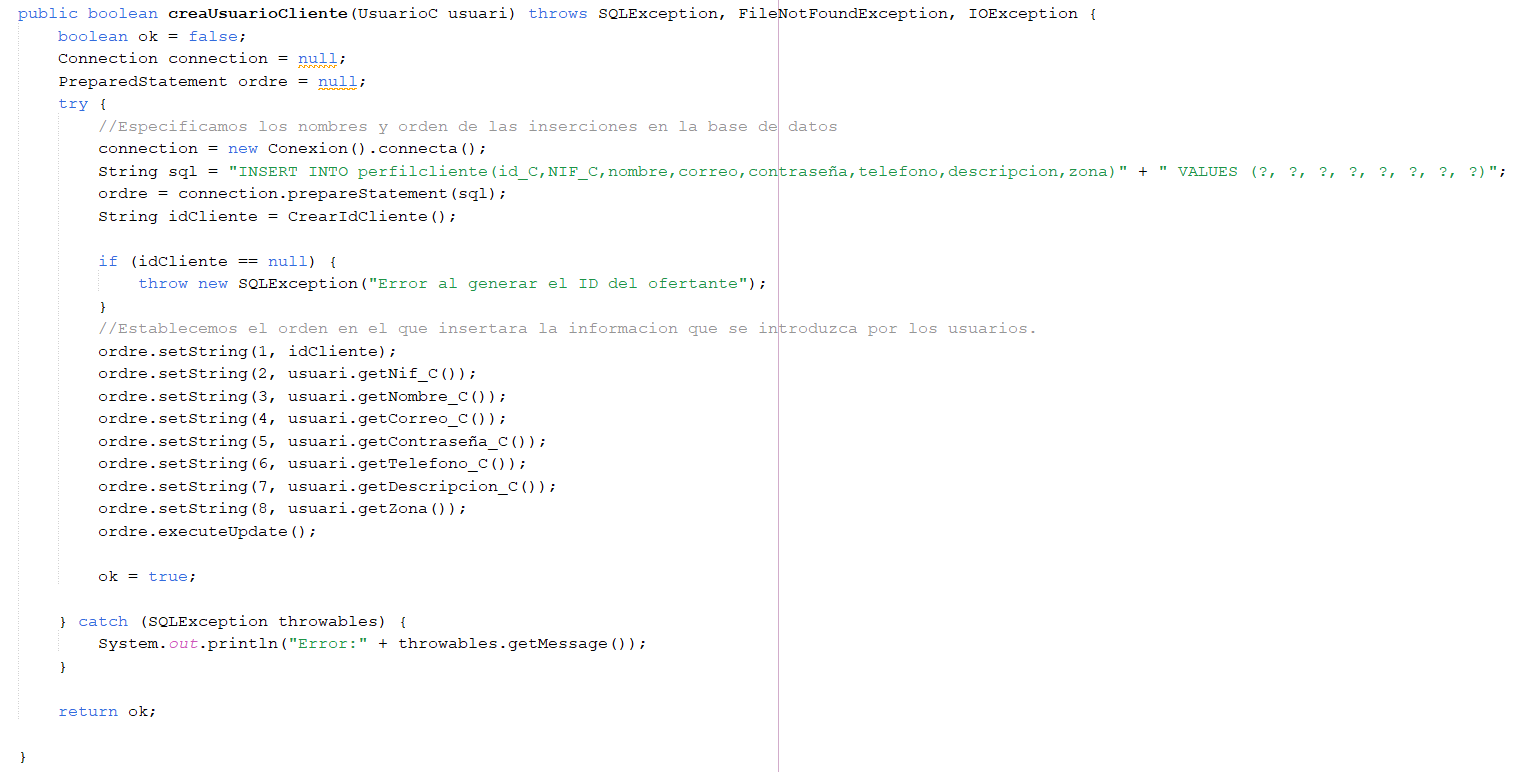 public boolean creaUsuarioCliente(UsuarioC usuari) throws SQLException, FileNotFoundException, IOException {
    boolean ok = false;
    Connection connection = null;
    PreparedStatement ordre = null;
    try {
        //Especificamos los nombres y orden de las inserciones en la base de datos
        connection = new Conexion().connecta();
        String sql = "INSERT INTO perfilcliente(id_C,NIF_C,nombre,correo,contraseña,telefono,descripcion,zona)" + " VALUES (?, ?, ?, ?, ?, ?, ?, ?)";
        ordre = connection.prepareStatement(sql);
        String idCliente = CrearIdCliente();

        if (idCliente == null) {
            throw new SQLException("Error al generar el ID del ofertante");
        }
        //Establecemos el orden en el que insertara la informacion que se introduzca por los usuarios.
        ordre.setString(1, idCliente);
        ordre.setString(2, usuari.getNif_C());
        ordre.setString(3, usuari.getNombre_C());
        ordre.setString(4, usuari.getCorreo_C());
        ordre.setString(5, usuari.getContraseña_C());
        ordre.setString(6, usuari.getTelefono_C());
        ordre.setString(7, usuari.getDescripcion_C());
        ordre.setString(8, usuari.getZona());
        ordre.executeUpdate();

        ok = true;

    } catch (SQLException throwables) {
        System.out.println("Error:" + throwables.getMessage());
    }

    return ok;

}